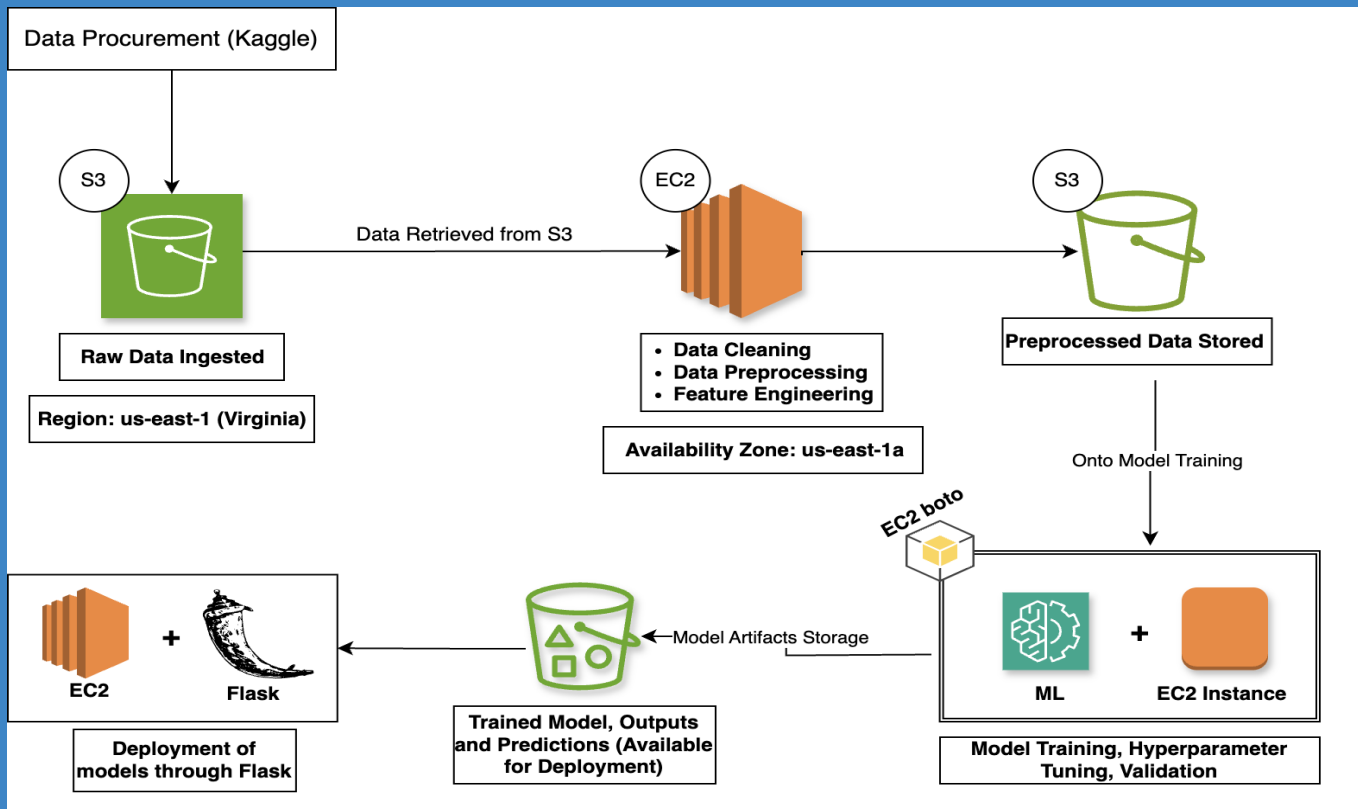 Data Procurement (Kaggle)
S3
EC2
S3
Data Retrieved from S3
Raw Data Ingested
Region: us-east-1 (Virginia)
• Data Cleaning
• Data Preprocessing
• Feature Engineering
Availability Zone: us-east-1a
Preprocessed Data Stored
Onto Model Training
EC2 boto
ML
+
EC2 Instance
Model Training, Hyperparameter
Tuning, Validation
Model Artifacts Storage
Trained Model, Outputs
and Predictions (Available
for Deployment)
EC2
+
Flask
Deployment of
models through Flask